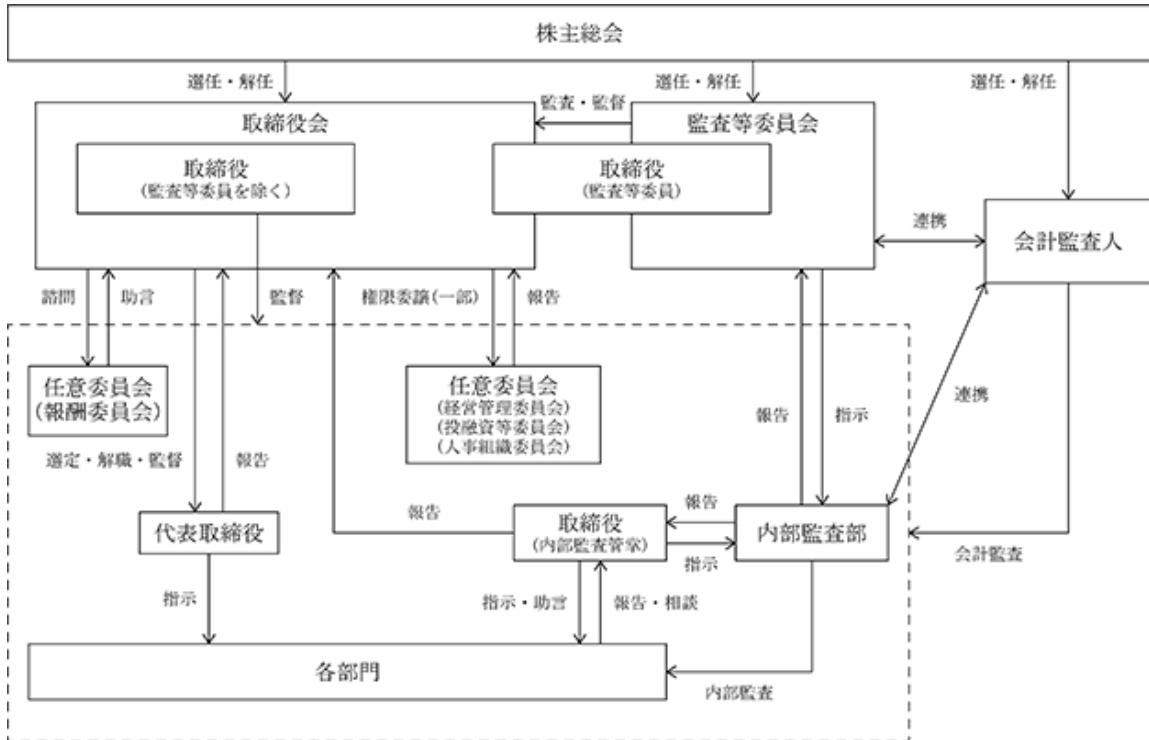 株主総会
選任・解任
選任・解任
選任・解任
取締役会
監査・監督
監査等委員会
取締役
(監査等委員を除く)
取締役
(監査等委員)
会計監査人
連携
諮問
助言
監督
権限委譲(一部)
報告
任意委員会
(報酬委員会)
任意委員会
(経営管理委員会)
(投融資等委員会)
(人事組織委員会)
報告
指示
連携
選定・解職・監督
報告
代表取締役
報告
取締役
(内部監査管掌)
報告
指示
内部監査部
会計監査
指示
指示・助言
報告・相談
各部門
内部監査